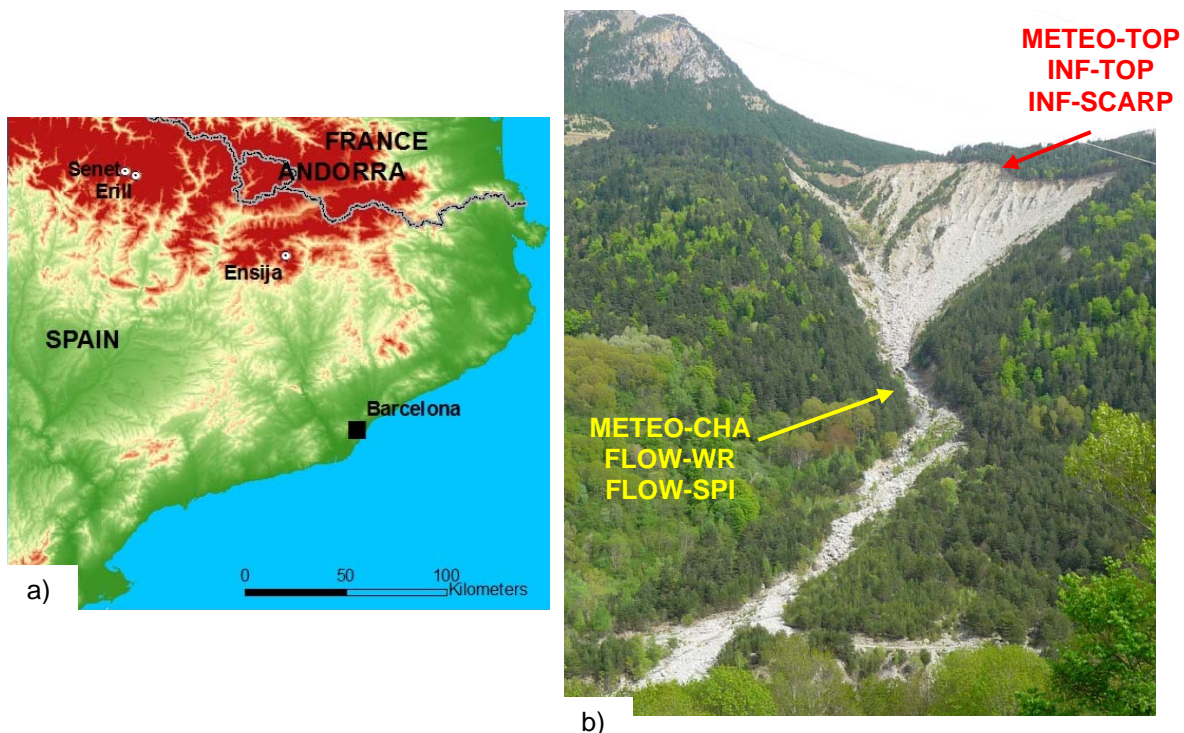 FRANCE
ANDORRA
Senet
Erill
Ensija
SPAIN
Barcelona
0 50 100
Kilometers
a)
METEO-TOP
INF-TOP
INF-SCARP
METEO-CHA
FLOW-WR
FLOW-SPI
b)